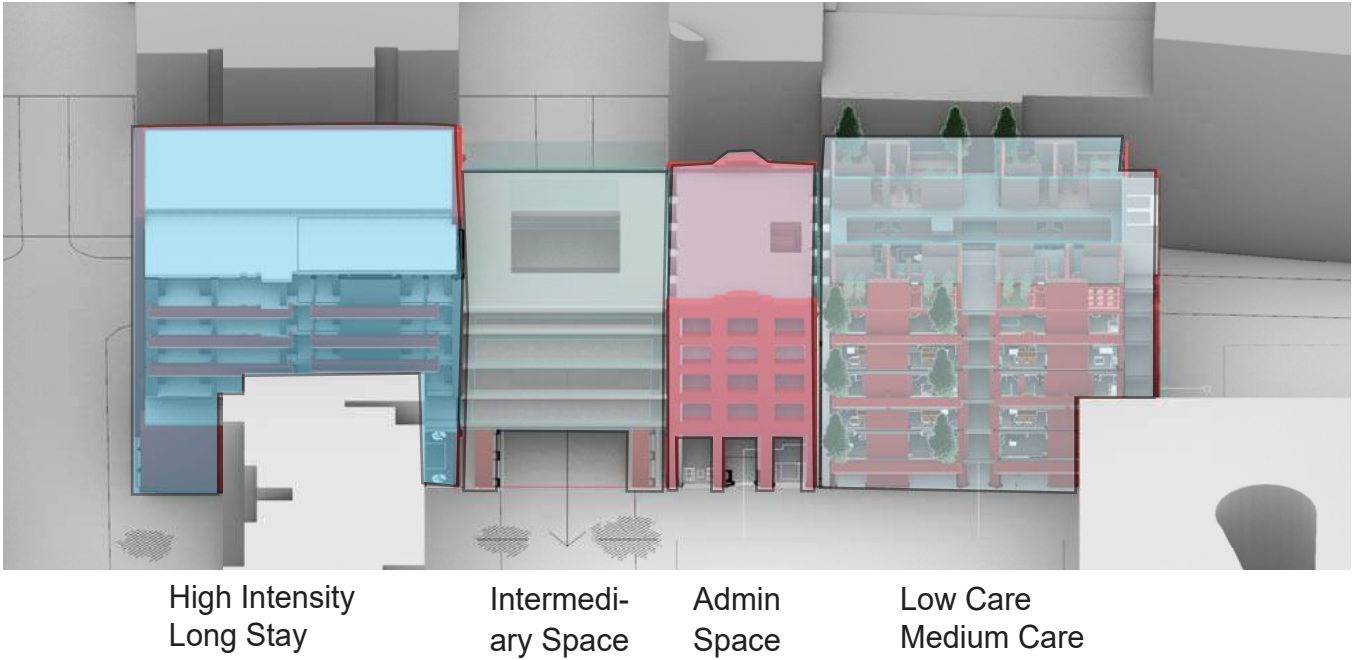 High Intensity
Long Stay
Intermedi-
ary Space
Admin
Space
Low Care
Medium Care